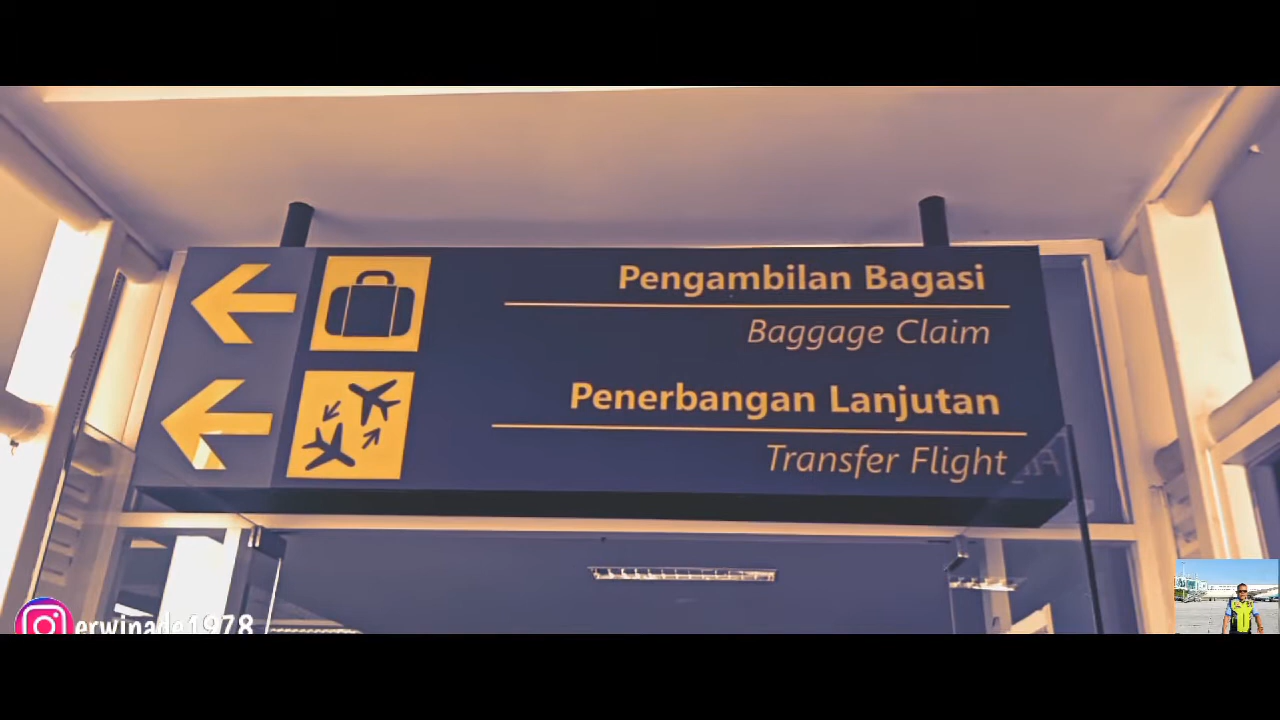 Pengambilan Bagasi
Baggage Claim
Penerbangan Lanjutan
Transfer Flight
erwinade1978